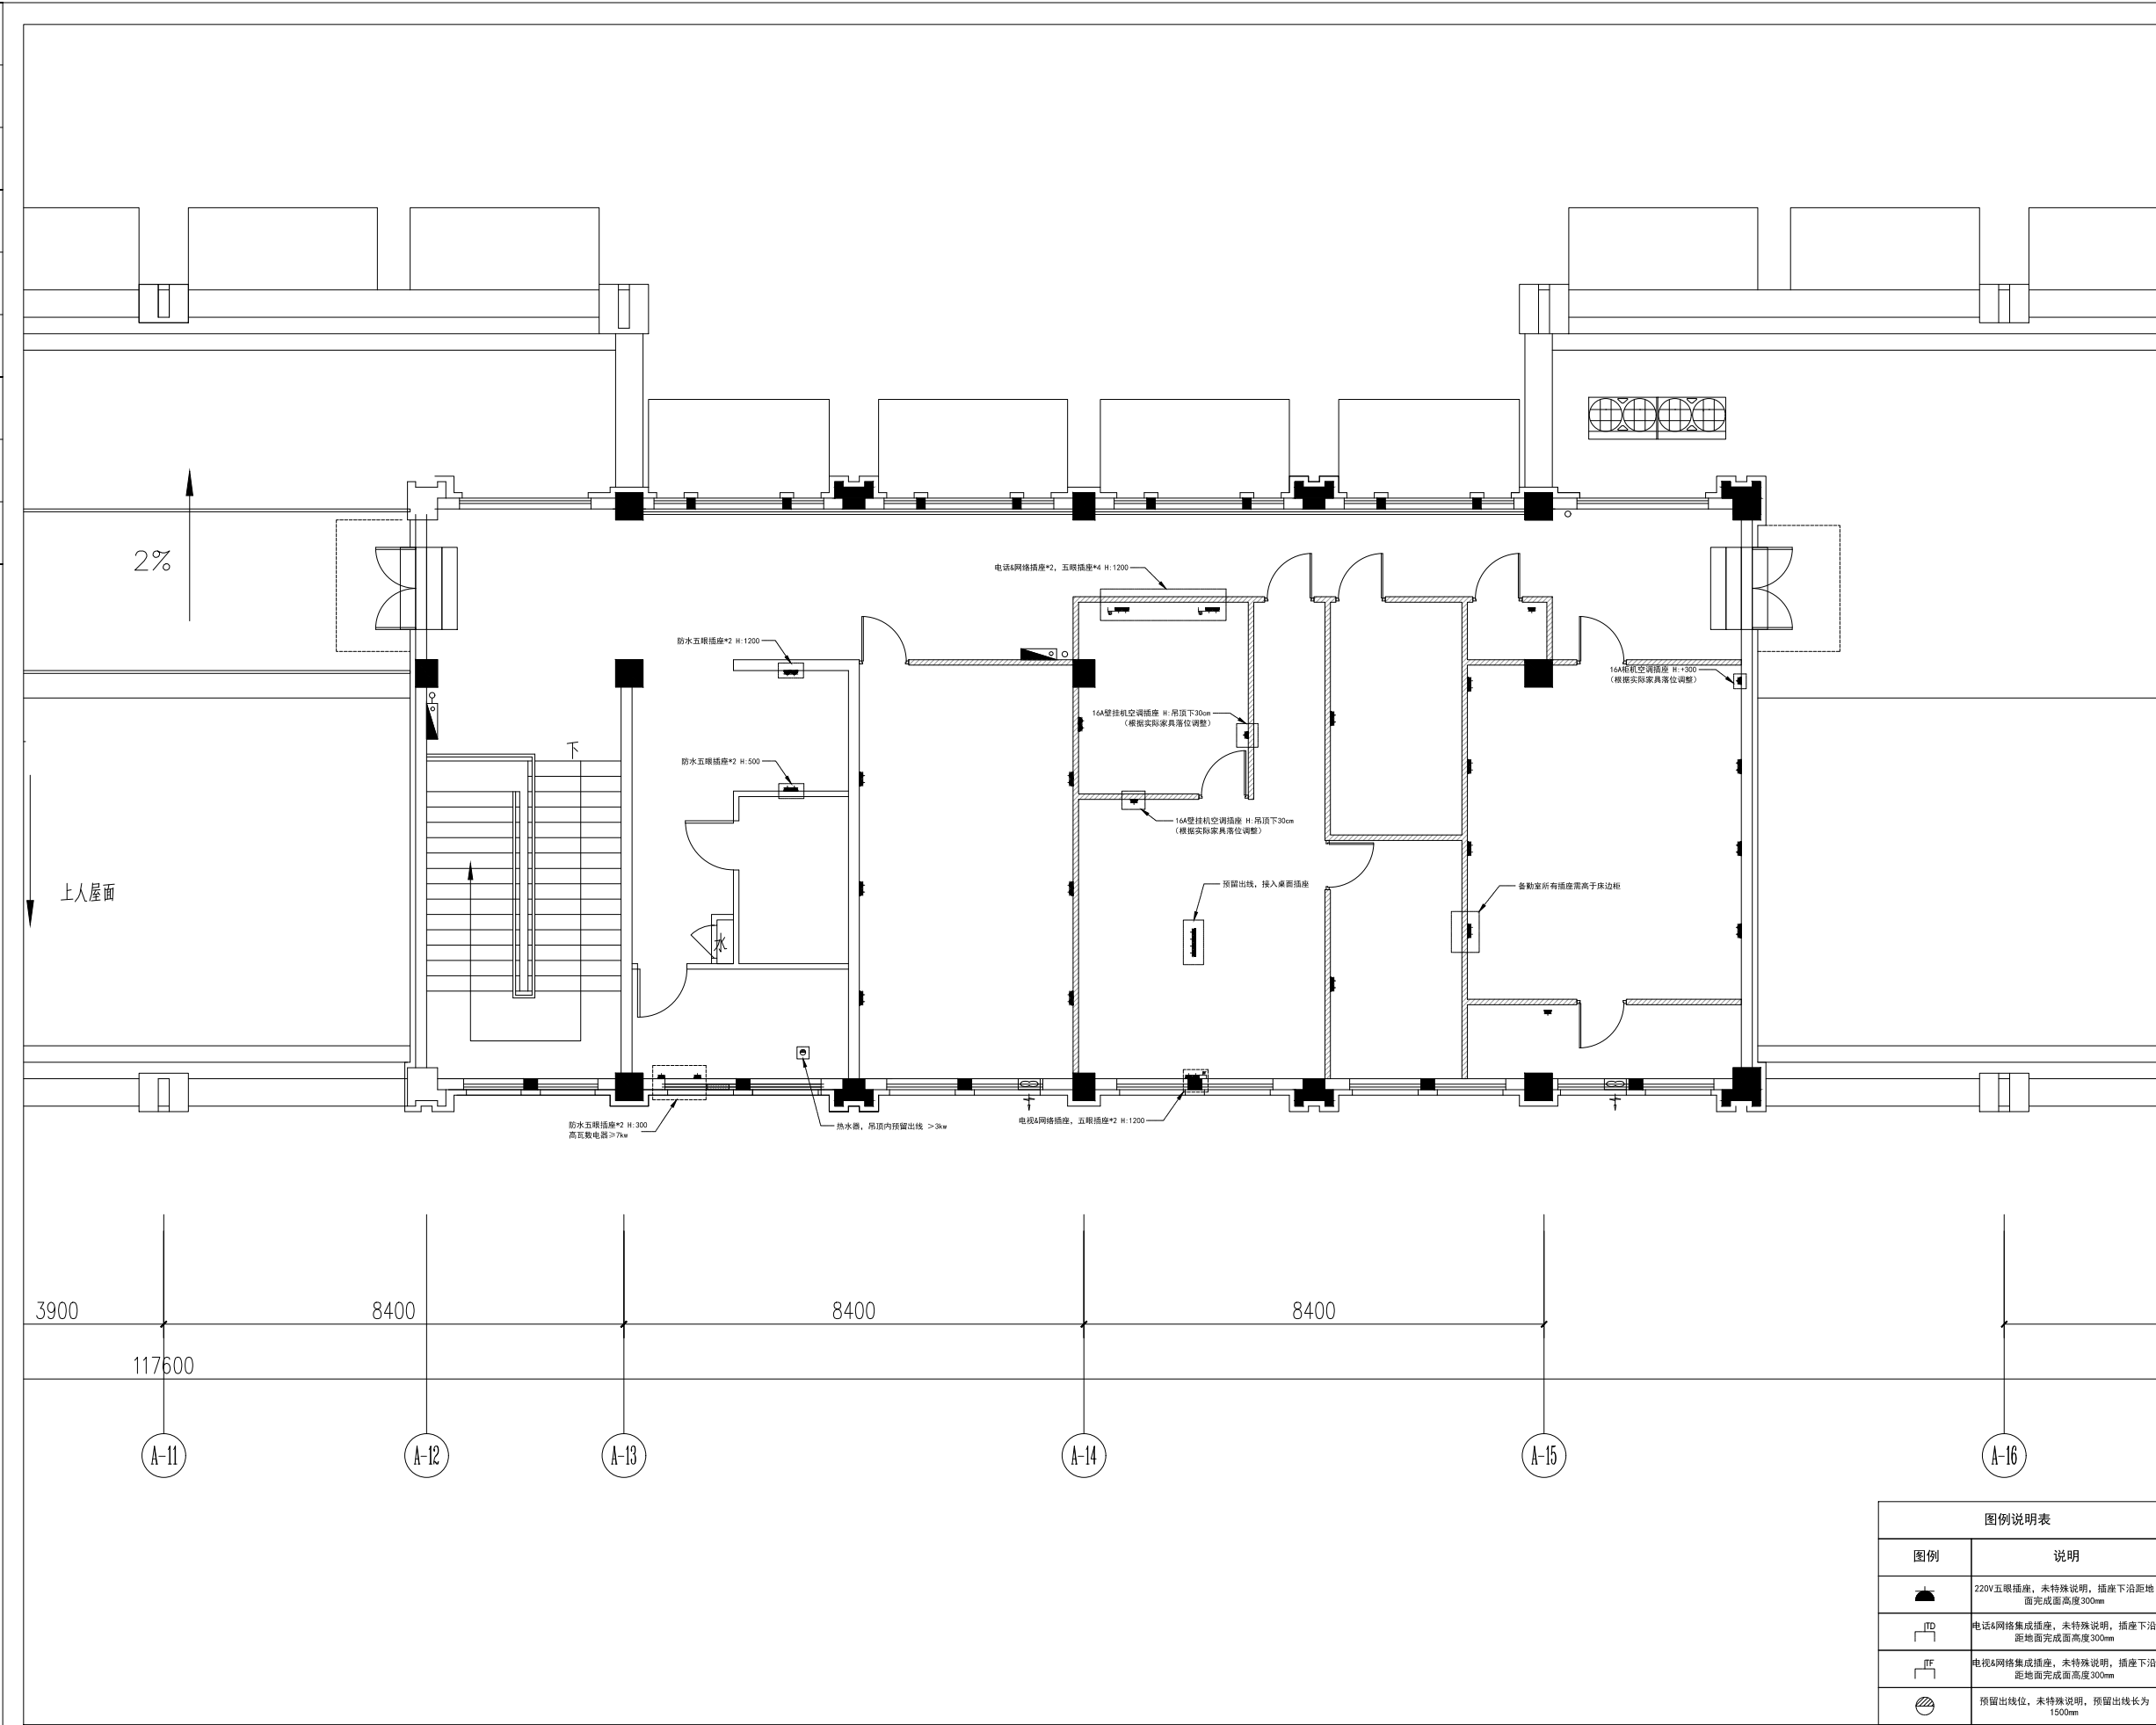 2%
电话&网络插座*2，五眼插座*4 H:1200
防水五眼插座*2 H:1200
16A柜机空调插座 H:+300
（根据实际家具落位调整）
16A壁挂机空调插座 H:吊顶下30cm
（根据实际家具落位调整）
下
防水五眼插座*2 H:500
16A壁挂机空调插座 H:吊顶下30cm
（根据实际家具落位调整）
上人屋面
预留出线，接入桌面插座
备勤室所有插座需高于床边柜
水
防水五眼插座*2 H:300
高瓦数电器≥7kw
热水器，吊顶内预留出线 >3kw
电视&网络插座，五眼插座*2 H:1200
3900
8400
8400
8400
117600
A-11
A-12
A-13
A-14
A-15
A-16
图例说明表
图例
说明
220V五眼插座，未特殊说明，插座下沿距地
面完成面高度300mm
TD
电话&网络集成插座，未特殊说明，插座下沿
距地面完成面高度300mm
TF
电视&网络集成插座，未特殊说明，插座下沿
距地面完成面高度300mm
预留出线位，未特殊说明，预留出线长为
1500mm